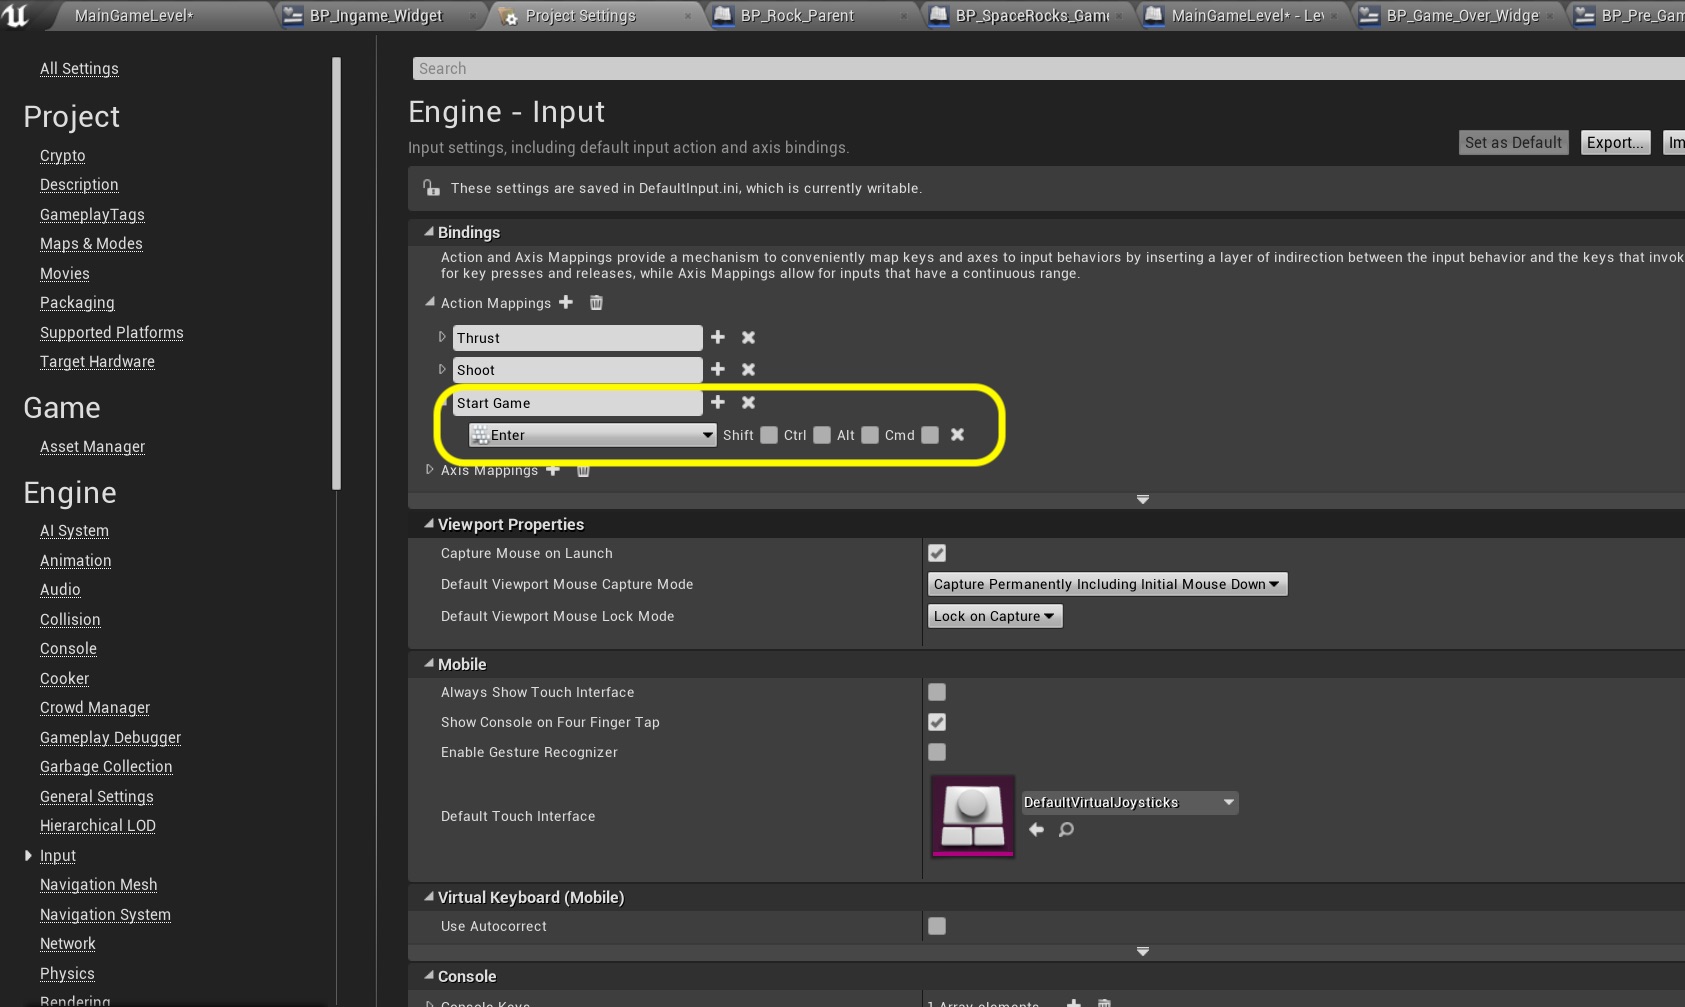 MainGameLevel*
BP_Ingame_Widget
Project Settings
BP_Rock_Parent
BP_SpaceRocks_Game
MainGameLevel* - Lev
BP_Game_Over_Widge
BP_Pre_Gam
All Settings
Project
Crypto
Description
GameplayTags
Maps & Modes
Movies
Packaging
Supported Platforms
Target Hardware
Game
Asset Manager
Engine
AI System
Animation
Audio
Collision
Console
Cooker
Crowd Manager
Gameplay Debugger
Garbage Collection
General Settings
Hierarchical LOD
Input
Navigation Mesh
Navigation System
Network
Physics
Rendering
Search
Engine - Input
Input settings, including default input action and axis bindings.
Set as Default
Export...
Im
These settings are saved in DefaultInput.ini, which is currently writable.
Bindings
Action and Axis Mappings provide a mechanism to conveniently map keys and axes to input behaviors by inserting a layer of indirection between the input behavior and the keys that invok
for key presses and releases, while Axis Mappings allow for inputs that have a continuous range.
Action Mappings
Thrust
Shoot
Start Game
Enter Shift Ctrl Alt Cmd
Axis Mappings
Viewport Properties
Capture Mouse on Launch
Default Viewport Mouse Capture Mode Capture Permanently Including Initial Mouse Down
Default Viewport Mouse Lock Mode Lock on Capture
Mobile
Always Show Touch Interface
Show Console on Four Finger Tap
Enable Gesture Recognizer
Default Touch Interface DefaultVirtualJoysticks
Virtual Keyboard (Mobile)
Use Autocorrect
Console
Console Keys 1 Array elements